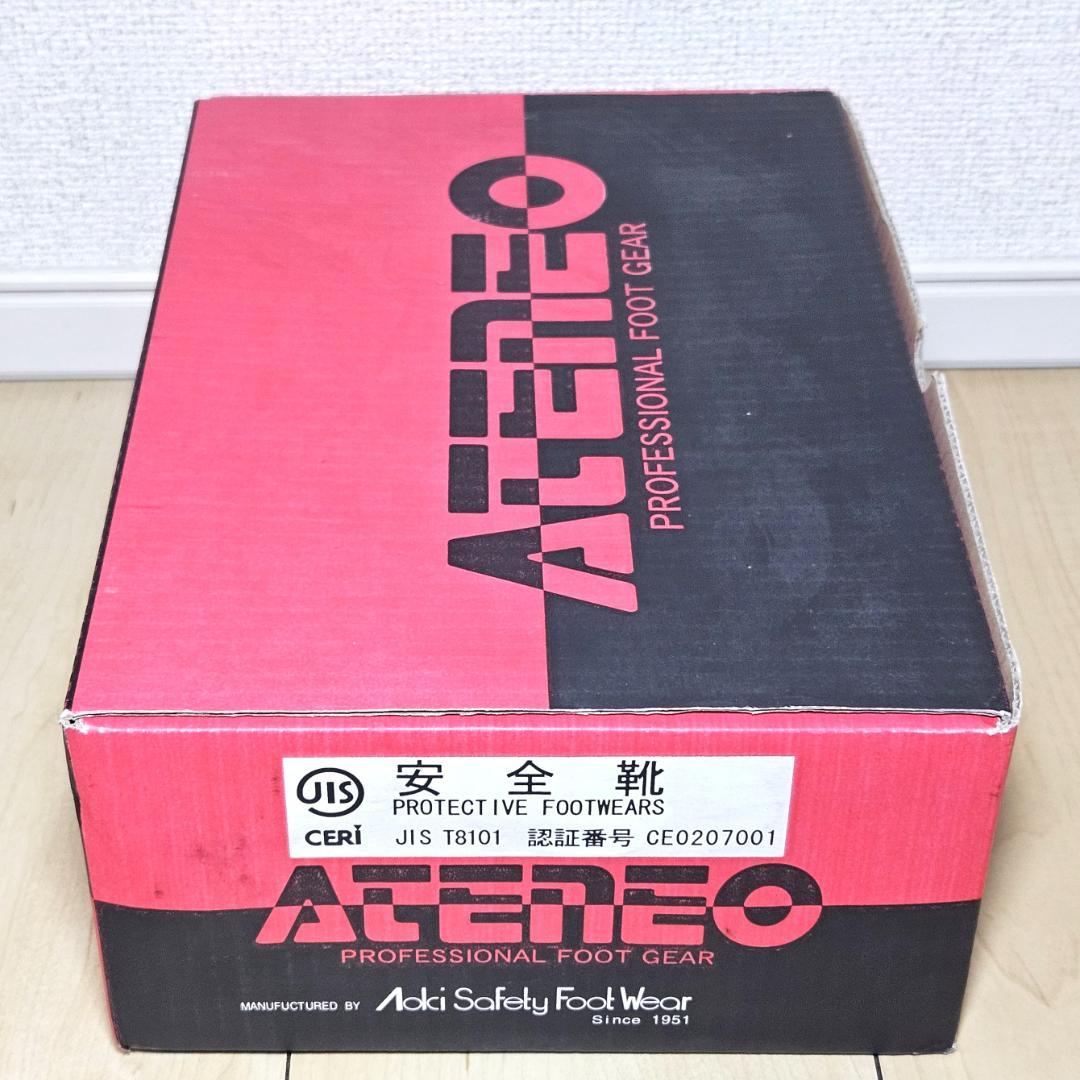 ATENEO
PROFESSIONAL FOOT GEAR
JIS
安全靴
PROTECTIVE FOOTWEARS
CERI
JIS T8101 認証番号 CE0207001
ATENEO
PROFESSIONAL FOOT GEAR
MANUFUCTURED BY Aoki Safety Foot Wear
Since 1951